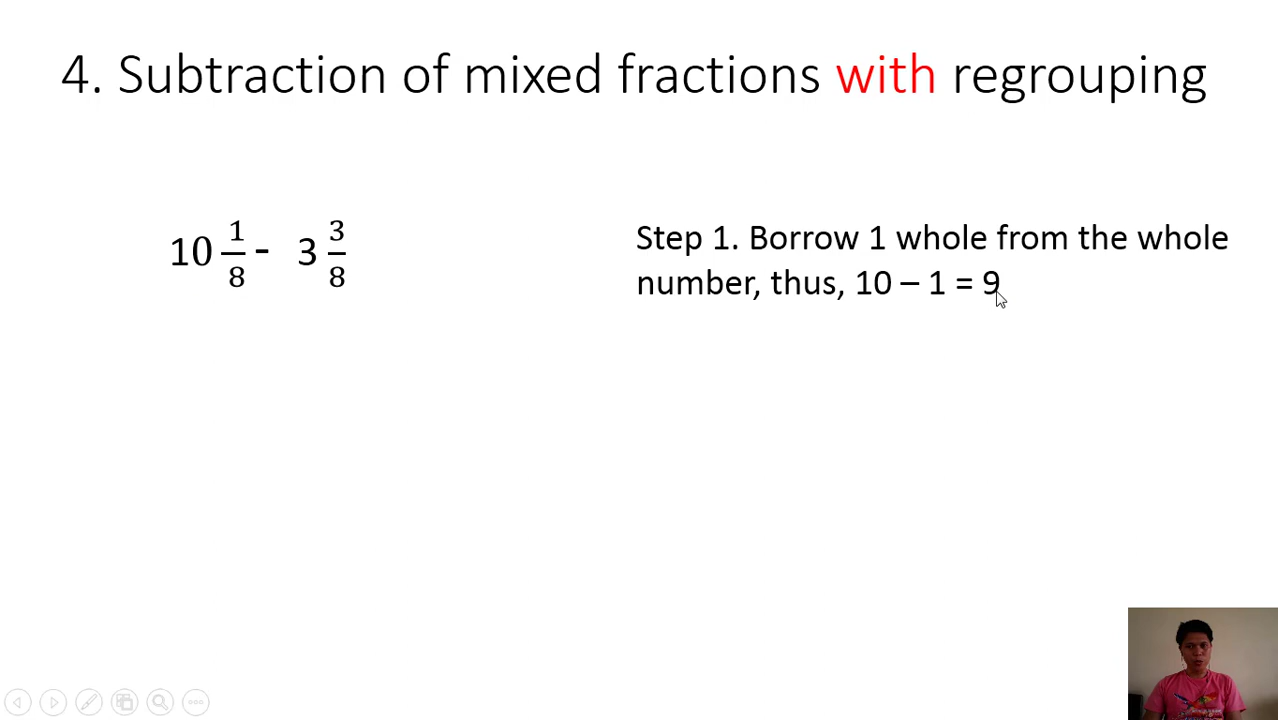 4. Subtraction of mixed fractions with regrouping
10 1/8 - 3 3/8
Step 1. Borrow 1 whole from the whole
number, thus, 10 – 1 = 9